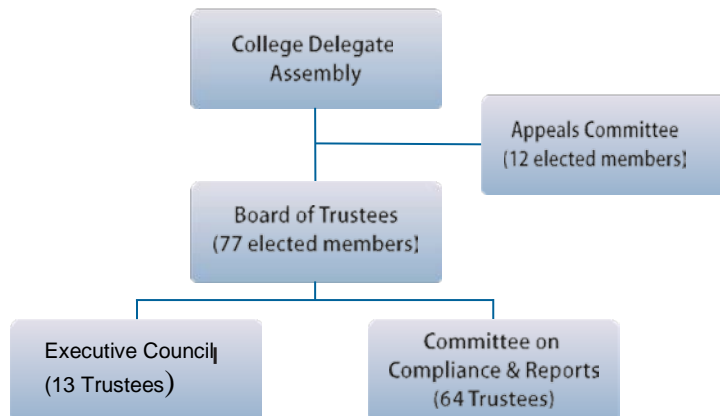 College Delegate
Assembly
Appeals Committee
(12 elected members)
Board of Trustees
(77 elected members)
Executive Council
(13 Trustees)
Committee on
Compliance & Reports
(64 Trustees)